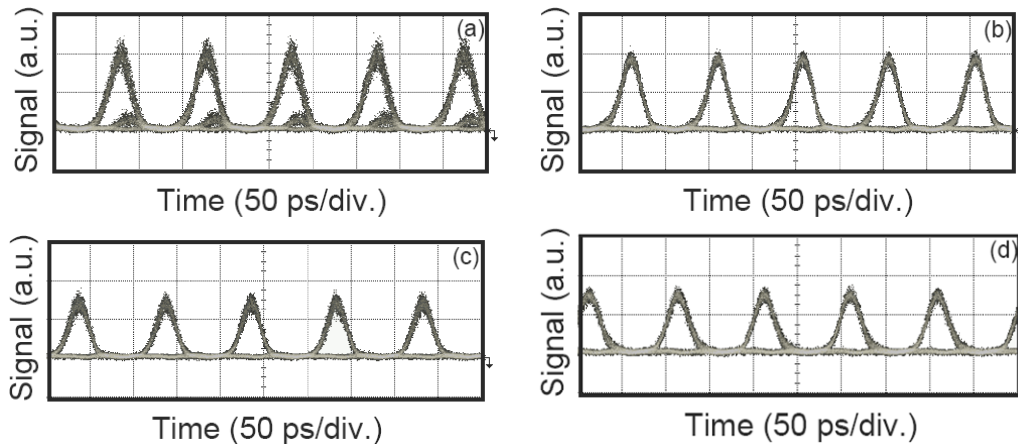 Signal (a.u.)
(a)
Time (50 ps/div.)
Signal (a.u.)
(b)
Time (50 ps/div.)
Signal (a.u.)
(c)
Time (50 ps/div.)
Signal (a.u.)
(d)
Time (50 ps/div.)